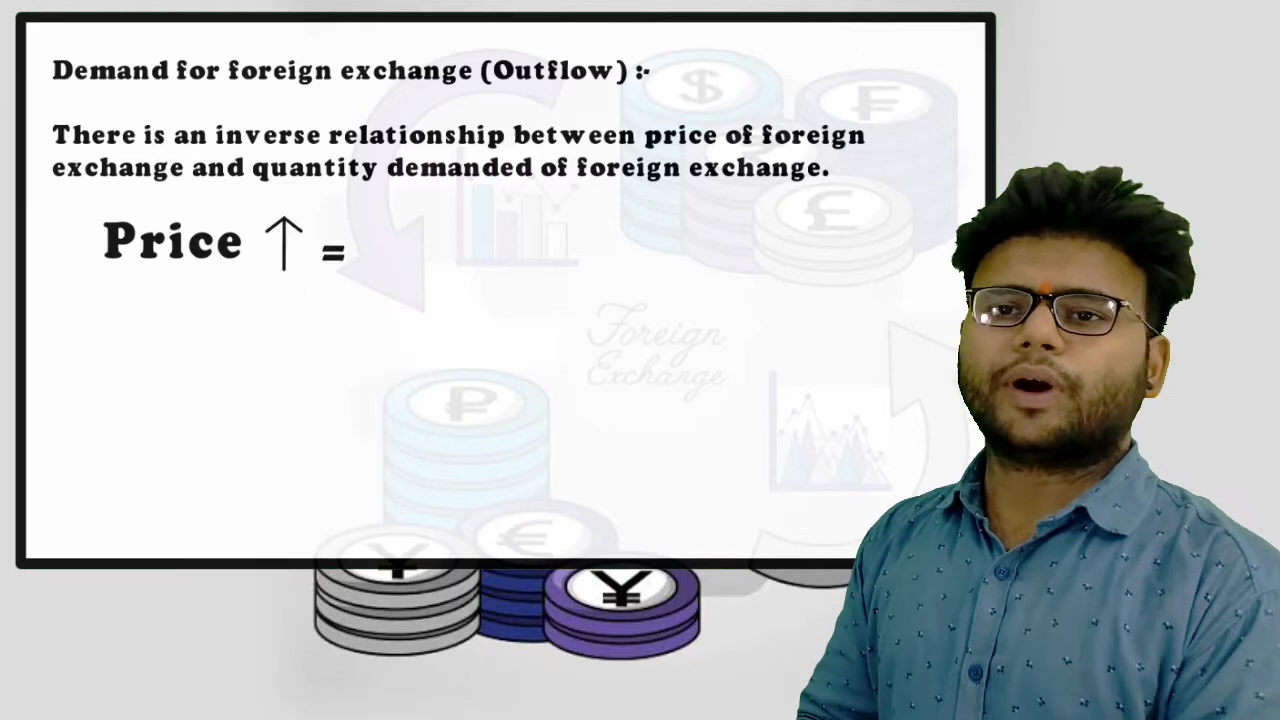 Demand for foreign exchange (Outflow) :-
There is an inverse relationship between price of foreign
exchange and quantity demanded of foreign exchange.
Price ↑ =
$
₣
£
Foreign
Exchange
₽
€
¥
¥